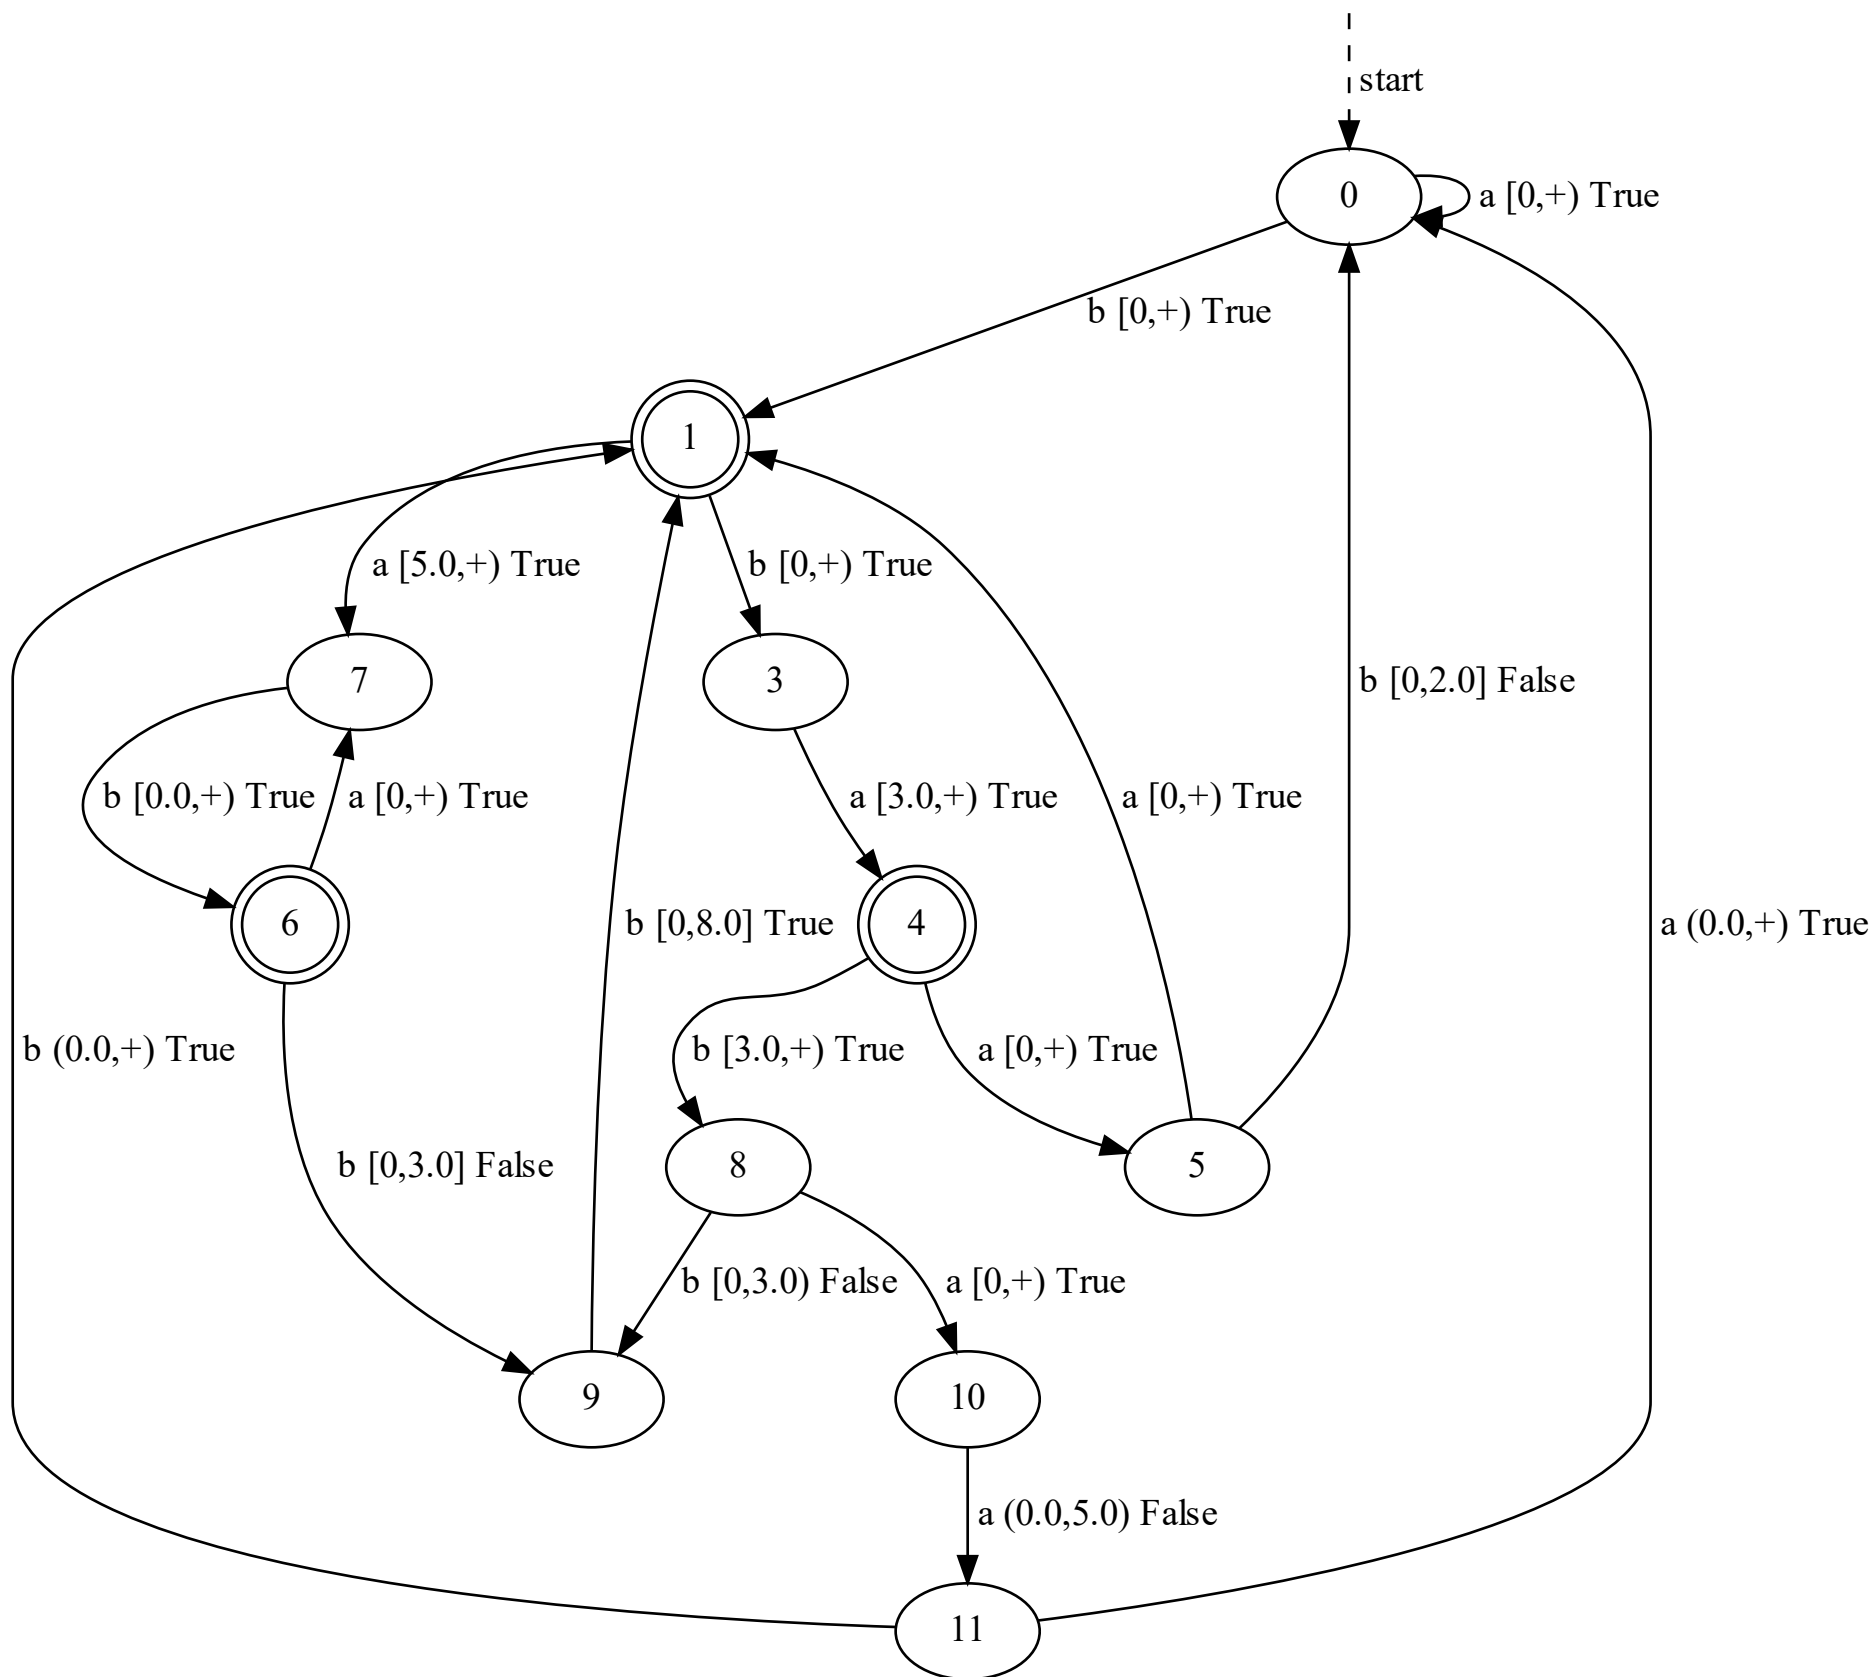 start
0
a [0,+) True
b [0,+) True
1
a [5.0,+) True
b [0,+) True
7
3
b [0,2.0] False
b [0.0,+) True
a [0,+) True
a [3.0,+) True
a [0,+) True
6
b [0,8.0] True
4
a (0.0,+) True
b (0.0,+) True
b [3.0,+) True
a [0,+) True
b [0,3.0] False
8
5
b [0,3.0) False
a [0,+) True
9
10
a (0.0,5.0) False
11